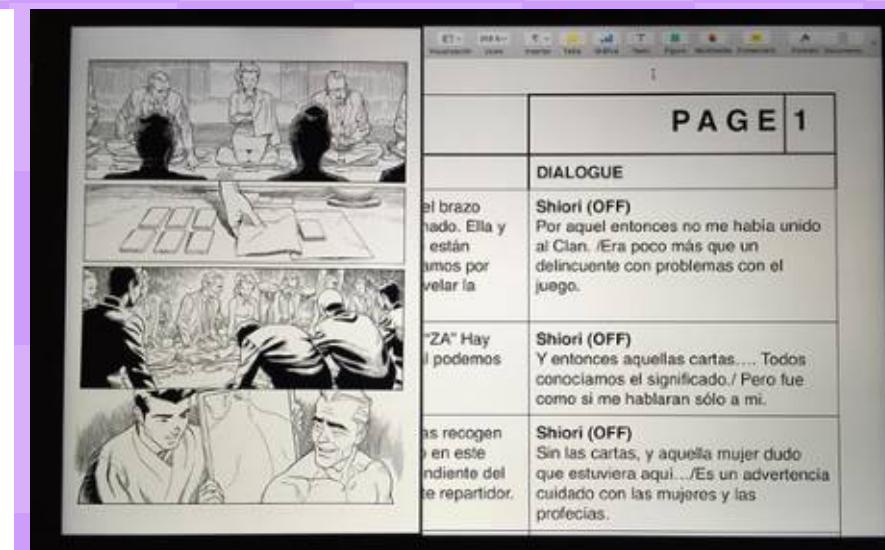 PAGE 1
DIALOGUE
el brazo
nado. Ella y
están
amos por
velar la
Shiori (OFF)
Por aquel entonces no me había unido
al Clan. /Era poco más que un
delincuente con problemas con el
juego.
"ZA" Hay
l podemos
Shiori (OFF)
Y entonces aquellas cartas.... Todos
conociamos el significado./ Pero fue
como si me hablaran sólo a mi.
as recogen
o en este
ndiente del
te repartidor.
Shiori (OFF)
Sin las cartas, y aquella mujer dudo
que estuviera aqui.../Es un advertencia
cuidado con las mujeres y las
profecias.